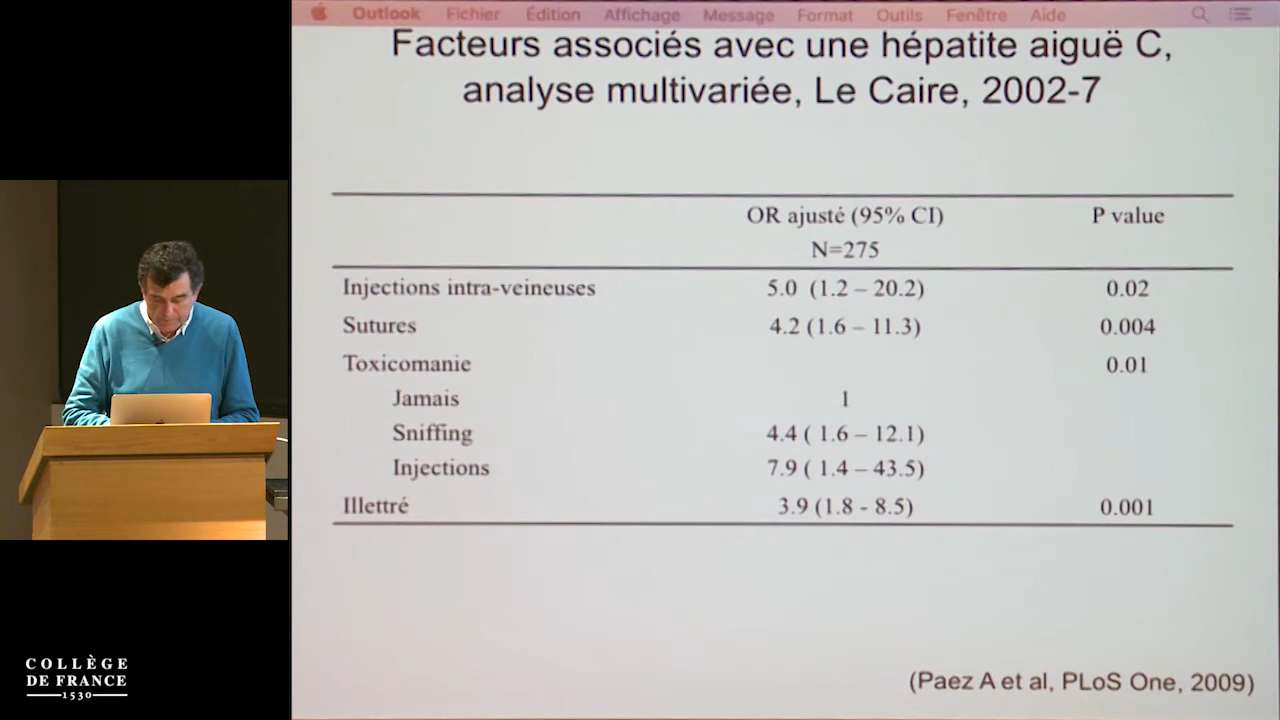 Outlook Fichier Édition Affichage Message Format Outils Fenêtre Aide
Facteurs associés avec une hépatite aiguë C,
analyse multivariée, Le Caire, 2002-7
OR ajusté (95% CI) P value
N=275
Injections intra-veineuses 5.0 (1.2 – 20.2) 0.02
Sutures 4.2 (1.6 – 11.3) 0.004
Toxicomanie 0.01
Jamais 1
Sniffing 4.4 ( 1.6 – 12.1)
Injections 7.9 ( 1.4 – 43.5)
Illettré 3.9 (1.8 - 8.5) 0.001
(Paez A et al, PLoS One, 2009)
COLLÈGE
DE FRANCE
1530